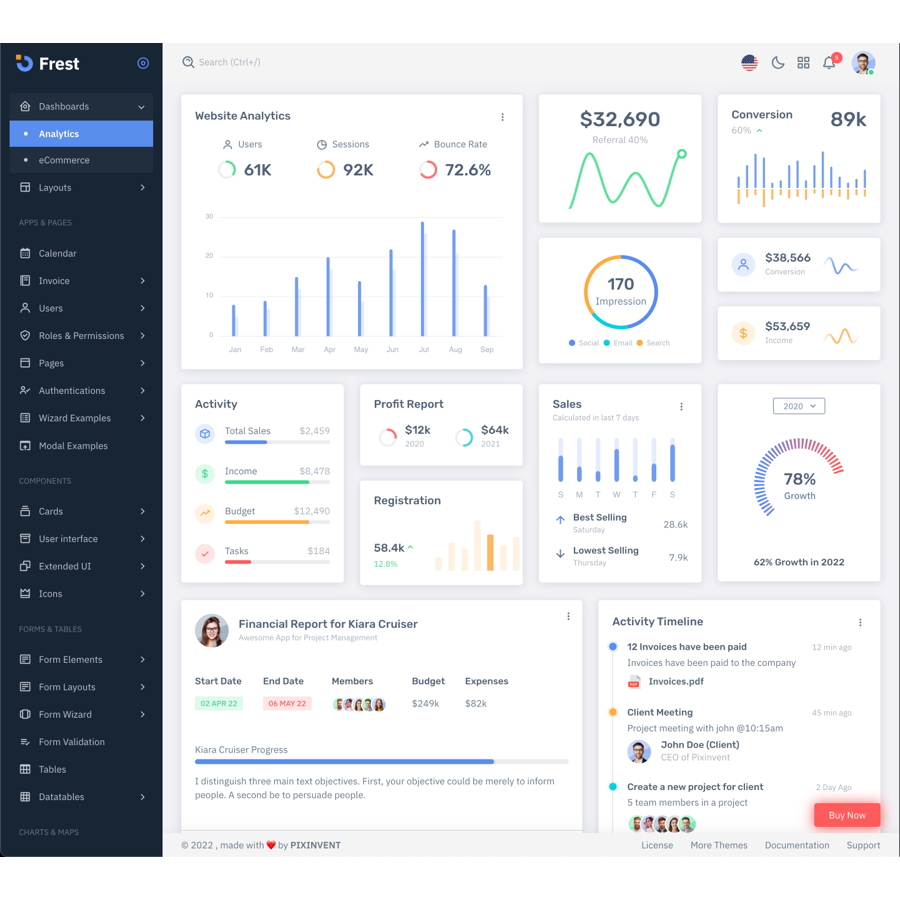 Frest
Dashboards
Analytics
eCommerce
Layouts
APPS & PAGES
Calendar
Invoice
Users
Roles & Permissions
Pages
Authentications
Wizard Examples
Modal Examples
COMPONENTS
Cards
User interface
Extended UI
Icons
FORMS & TABLES
Form Elements
Form Layouts
Form Wizard
Form Validation
Tables
Datatables
CHARTS & MAPS
Search (Ctrl+/)
5
Website Analytics
Users Sessions Bounce Rate
61K 92K 72.6%
30
20
10
0
Jan Feb Mar Apr May Jun Jul Aug Sep
$32,690
Referral 40%
Conversion 89k
60%
170
Impression
Social Email Search
$38,566
Conversion
$53,659
Income
Activity
Total Sales $2,459
Income $8,478
Budget $12,490
Tasks $184
Profit Report
$12k $64k
2020 2021
Registration
58.4k
12.8%
Sales
Calculated in last 7 days
S M T W T F S
Best Selling
Saturday
28.6k
Lowest Selling
Thursday
7.9k
2020
78%
Growth
62% Growth in 2022
Financial Report for Kiara Cruiser
Awesome App for Project Management
Start Date End Date Members Budget Expenses
02 APR 22 06 MAY 22 $249k $82k
Kiara Cruiser Progress
I distinguish three main text objectives. First, your objective could be merely to inform
people. A second be to persuade people.
Activity Timeline
12 Invoices have been paid 12 min ago
Invoices have been paid to the company
PDF Invoices.pdf
Client Meeting 45 min ago
Project meeting with john @10:15am
John Doe (Client)
CEO of Pixinvent
Create a new project for client 2 Day Ago
5 team members in a project
Buy Now
© 2022 , made with ❤️ by PIXINVENT
License More Themes Documentation Support